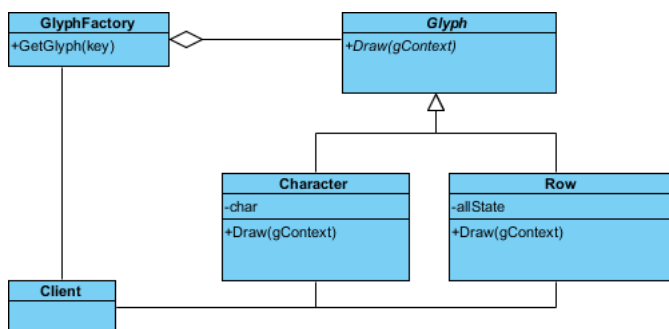 GlyphFactory
+GetGlyph(key)
Glyph
+Draw(gContext)
Character
-char
+Draw(gContext)
Row
-allState
+Draw(gContext)
Client